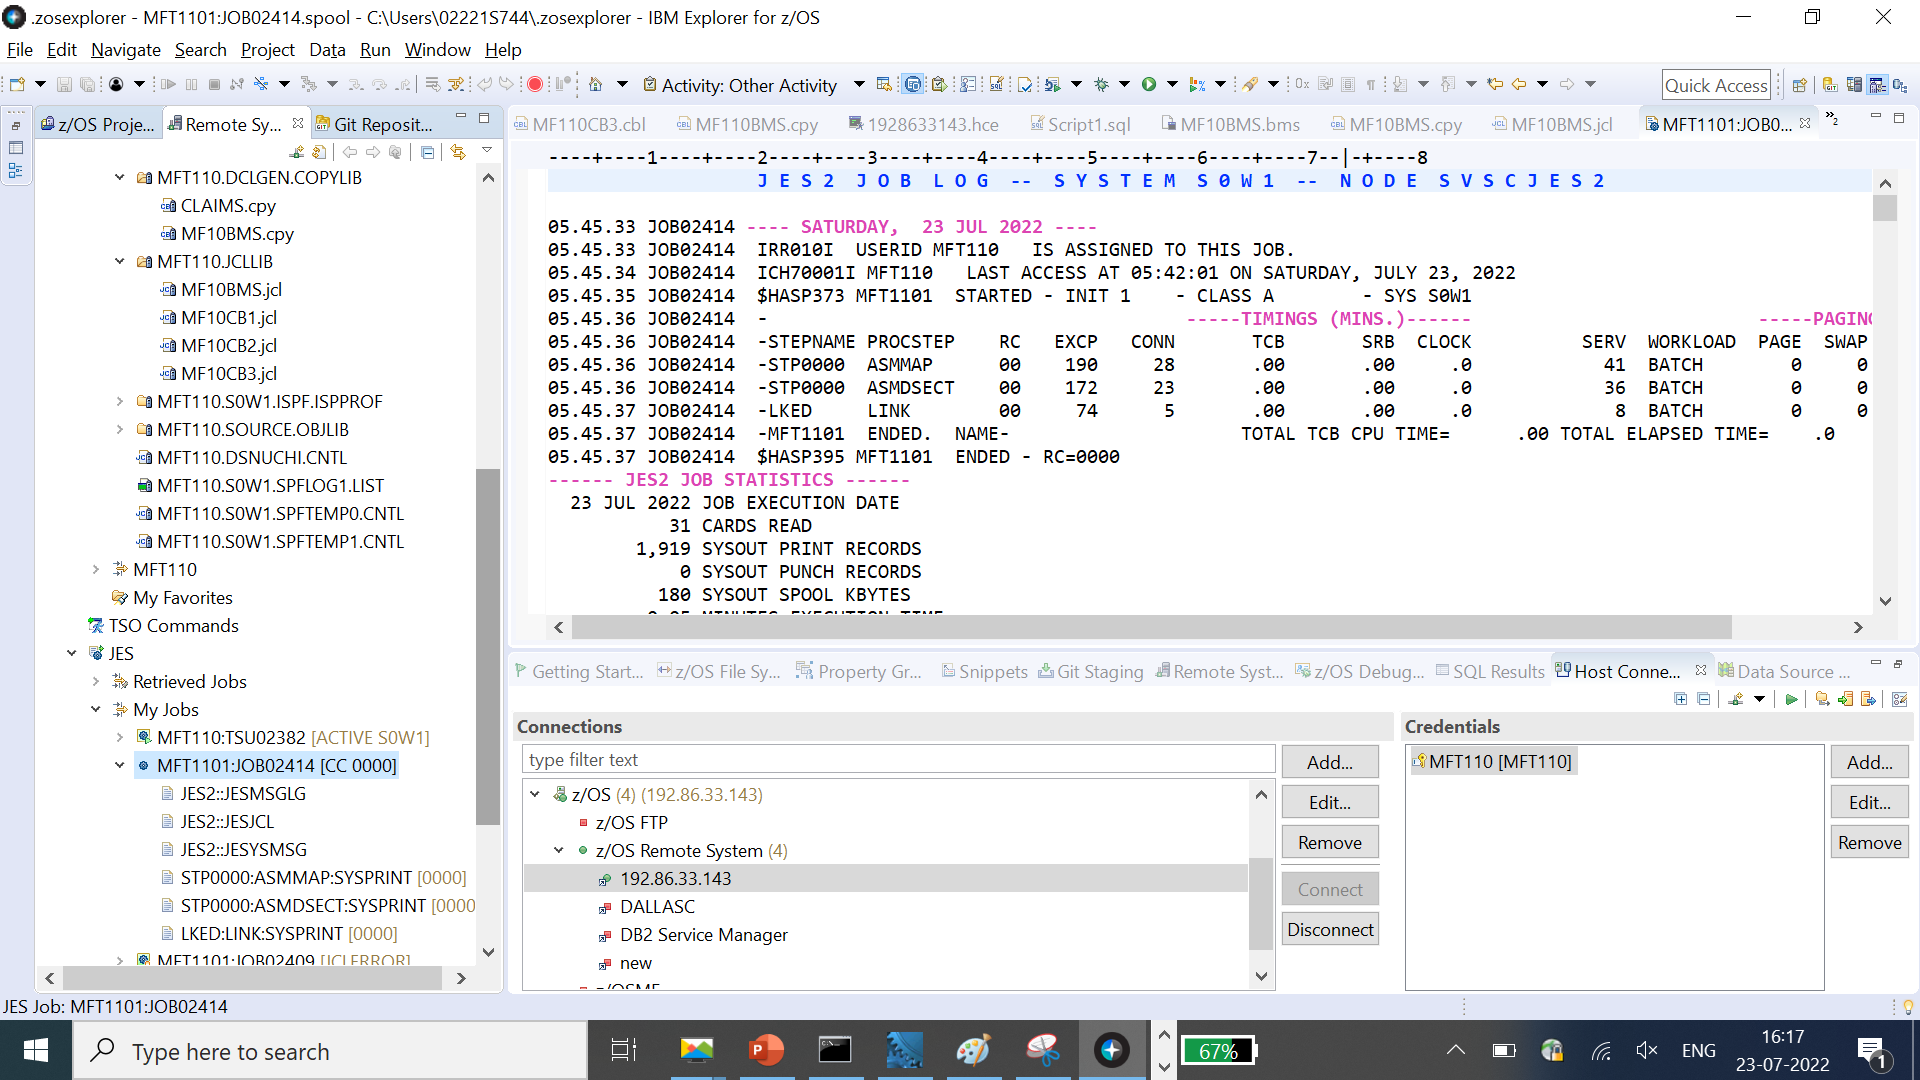 .zosexplorer - MFT1101:JOB02414.spool - C:\Users\02221S744\.zosexplorer - IBM Explorer for z/OS
File Edit Navigate Search Project Data Run Window Help
Activity: Other Activity
Quick Access
z/OS Proje... Remote Sy... Git Reposit...
MFT110.DCLGEN.COPYLIB
CLAIMS.cpy
MF10BMS.cpy
MFT110.JCLLIB
MF10BMS.jcl
MF10CB1.jcl
MF10CB2.jcl
MF10CB3.jcl
MFT110.S0W1.ISPF.ISPPROF
MFT110.SOURCE.OBJLIB
MFT110.DSNUCHI.CNTL
MFT110.S0W1.SPFLOG1.LIST
MFT110.S0W1.SPFTEMP0.CNTL
MFT110.S0W1.SPFTEMP1.CNTL
MFT110
My Favorites
TSO Commands
JES
Retrieved Jobs
My Jobs
MFT110:TSU02382 [ACTIVE S0W1]
MFT1101:JOB02414 [CC 0000]
JES2::JESMSGLG
JES2::JESJCL
JES2::JESYSMSG
STP0000:ASMMAP:SYSPRINT [0000]
STP0000:ASMDSECT:SYSPRINT [0000
LKED:LINK:SYSPRINT [0000]
MFT1101:JOB02409 [JCLERROR]
MF110CB3.cbl MF110BMS.cpy 1928633143.hce Script1.sql MF10BMS.bms MF10BMS.cpy MF10BMS.jcl MFT1101:JOB0... »2
----+----1----+----2----+----3----+----4----+----5----+----6----+----7--|-+----8
J E S 2 J O B L O G -- S Y S T E M S 0 W 1 -- N O D E S V S C J E S 2
05.45.33 JOB02414 ---- SATURDAY, 23 JUL 2022 ----
05.45.33 JOB02414 IRR010I USERID MFT110 IS ASSIGNED TO THIS JOB.
05.45.34 JOB02414 ICH70001I MFT110 LAST ACCESS AT 05:42:01 ON SATURDAY, JULY 23, 2022
05.45.35 JOB02414 $HASP373 MFT1101 STARTED - INIT 1 - CLASS A - SYS S0W1
05.45.36 JOB02414 - -----TIMINGS (MINS.)------ -----PAGING
05.45.36 JOB02414 -STEPNAME PROCSTEP RC EXCP CONN TCB SRB CLOCK SERV WORKLOAD PAGE SWAP
05.45.36 JOB02414 -STP0000 ASMMAP 00 190 28 .00 .00 .0 41 BATCH 0 0
05.45.36 JOB02414 -STP0000 ASMDSECT 00 172 23 .00 .00 .0 36 BATCH 0 0
05.45.37 JOB02414 -LKED LINK 00 74 5 .00 .00 .0 8 BATCH 0 0
05.45.37 JOB02414 -MFT1101 ENDED. NAME- TOTAL TCB CPU TIME= .00 TOTAL ELAPSED TIME= .0
05.45.37 JOB02414 $HASP395 MFT1101 ENDED - RC=0000
------ JES2 JOB STATISTICS ------
23 JUL 2022 JOB EXECUTION DATE
31 CARDS READ
1,919 SYSOUT PRINT RECORDS
0 SYSOUT PUNCH RECORDS
180 SYSOUT SPOOL KBYTES
MINUTES EXECUTION TIME
Getting Start... z/OS File Sy... Property Gr... Snippets Git Staging Remote Syst... z/OS Debug... SQL Results Host Conne... Data Source ...
Connections
type filter text
z/OS (4) (192.86.33.143)
z/OS FTP
z/OS Remote System (4)
192.86.33.143
DALLASC
DB2 Service Manager
new
z/OSMF
Add...
Edit...
Remove
Connect
Disconnect
Credentials
MFT110 [MFT110]
Add...
Edit...
Remove
JES Job: MFT1101:JOB02414
Type here to search
67%
ENG
16:17
23-07-2022
1